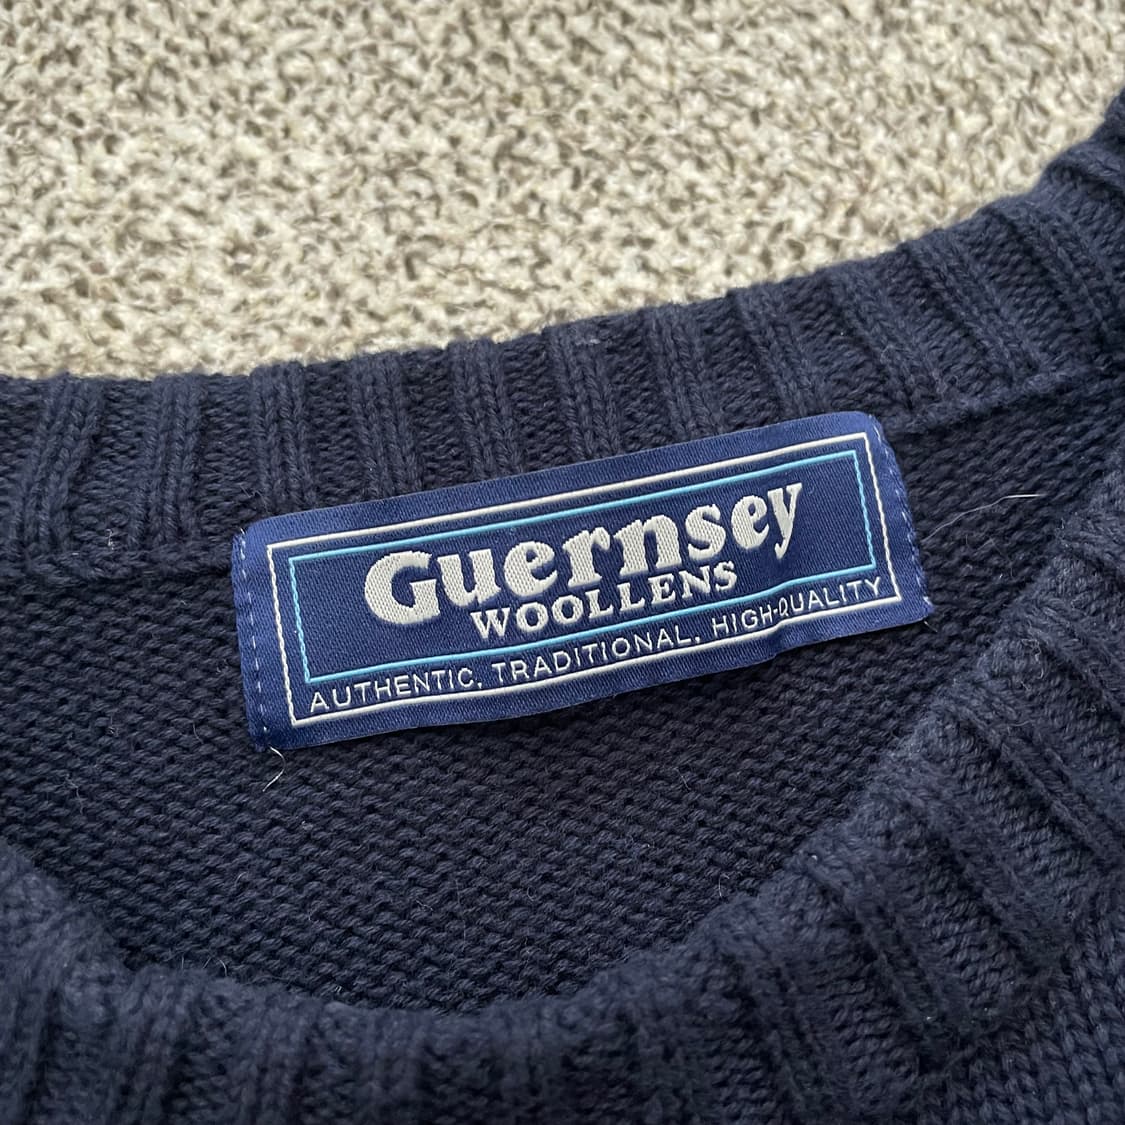 Guernsey
WOOLLENS
AUTHENTIC, TRADITIONAL, HIGH-QUALITY